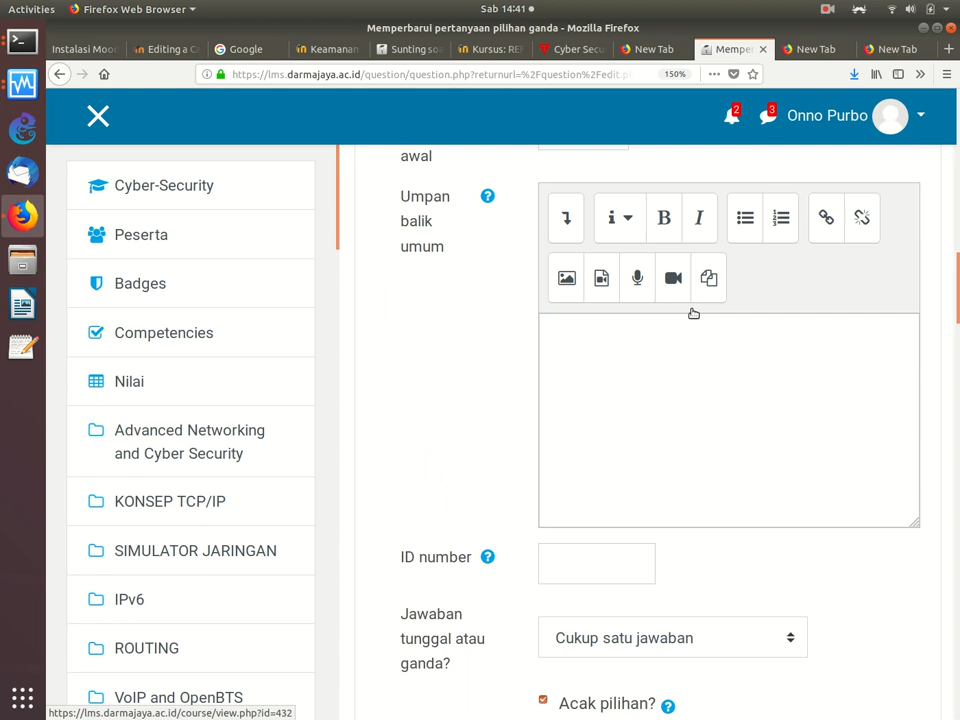 Activities
Firefox Web Browser
Sab 14:41
Memperbarui pertanyaan pilihan ganda - Mozilla Firefox
Instalasi Mood
Editing a Ca
Google
Keamanan
Sunting soa
Kursus: REF
Cyber Secu
New Tab
Memper
New Tab
New Tab
https://lms.darmajaya.ac.id/question/question.php?returnurl=%2Fquestion%2Fedit.p
150%
2
3
Onno Purbo
Cyber-Security
Peserta
Badges
Competencies
Nilai
Advanced Networking
and Cyber Security
KONSEP TCP/IP
SIMULATOR JARINGAN
IPv6
ROUTING
VoIP and OpenBTS
awal
Umpan
balik
umum
B
I
ID number
Jawaban
tunggal atau
ganda?
Cukup satu jawaban
Acak pilihan?
https://lms.darmajaya.ac.id/course/view.php?id=432